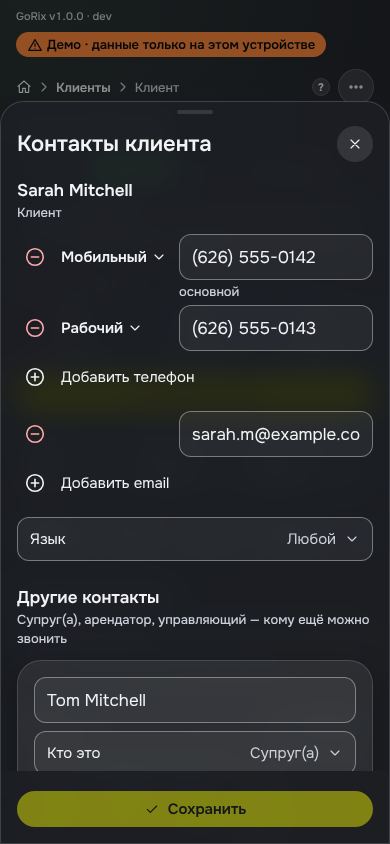 GoRix v1.0.0 · dev
Демо · данные только на этом устройстве
Клиенты > Клиент
?
Контакты клиента
Sarah Mitchell
Клиент
Мобильный
(626) 555-0142
основной
Рабочий
(626) 555-0143
Добавить телефон
sarah.m@example.co
Добавить email
Язык
Любой
Другие контакты
Супруг(а), арендатор, управляющий — кому ещё можно
звонить
Tom Mitchell
Кто это
Супруг(а)
Сохранить